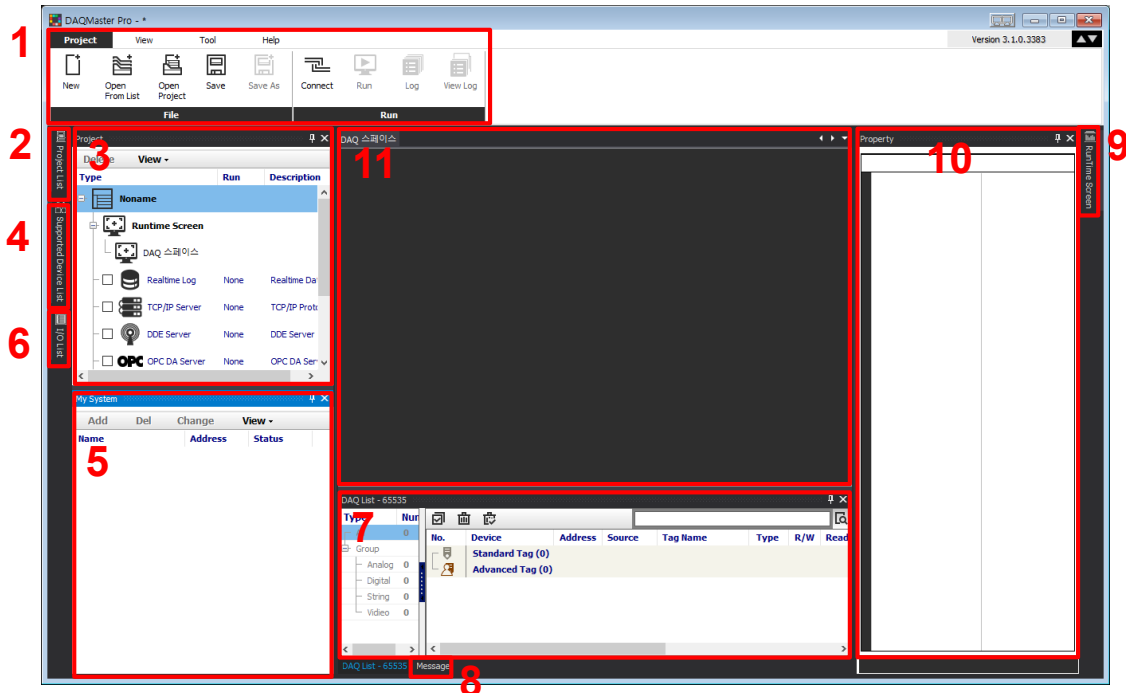 DAQMaster Pro - *
1
Project View Tool Help
Version 3.1.0.3383
New Open From List Open Project Save Save As Connect Run Log View Log
File Run
2
Project List
Project
3
Delete View
Type Run Description
Noname
Runtime Screen
DAQ 스페이스
Realtime Log None Realtime Da
TCP/IP Server None TCP/IP Proto
DDE Server None DDE Server
OPC OPC DA Server None OPC DA Ser
4
Supported Device List
6
I/O List
My System
Add Del Change View
Name Address Status
5
DAQ 스페이스
11
DAQ List - 65535
7
Type Nur
0
Group
Analog 0
Digital 0
String 0
Video 0
No. Device Address Source Tag Name Type R/W Read
Standard Tag (0)
Advanced Tag (0)
DAQ List - 65535 Message
8
Property
10
9
RunTime Screen